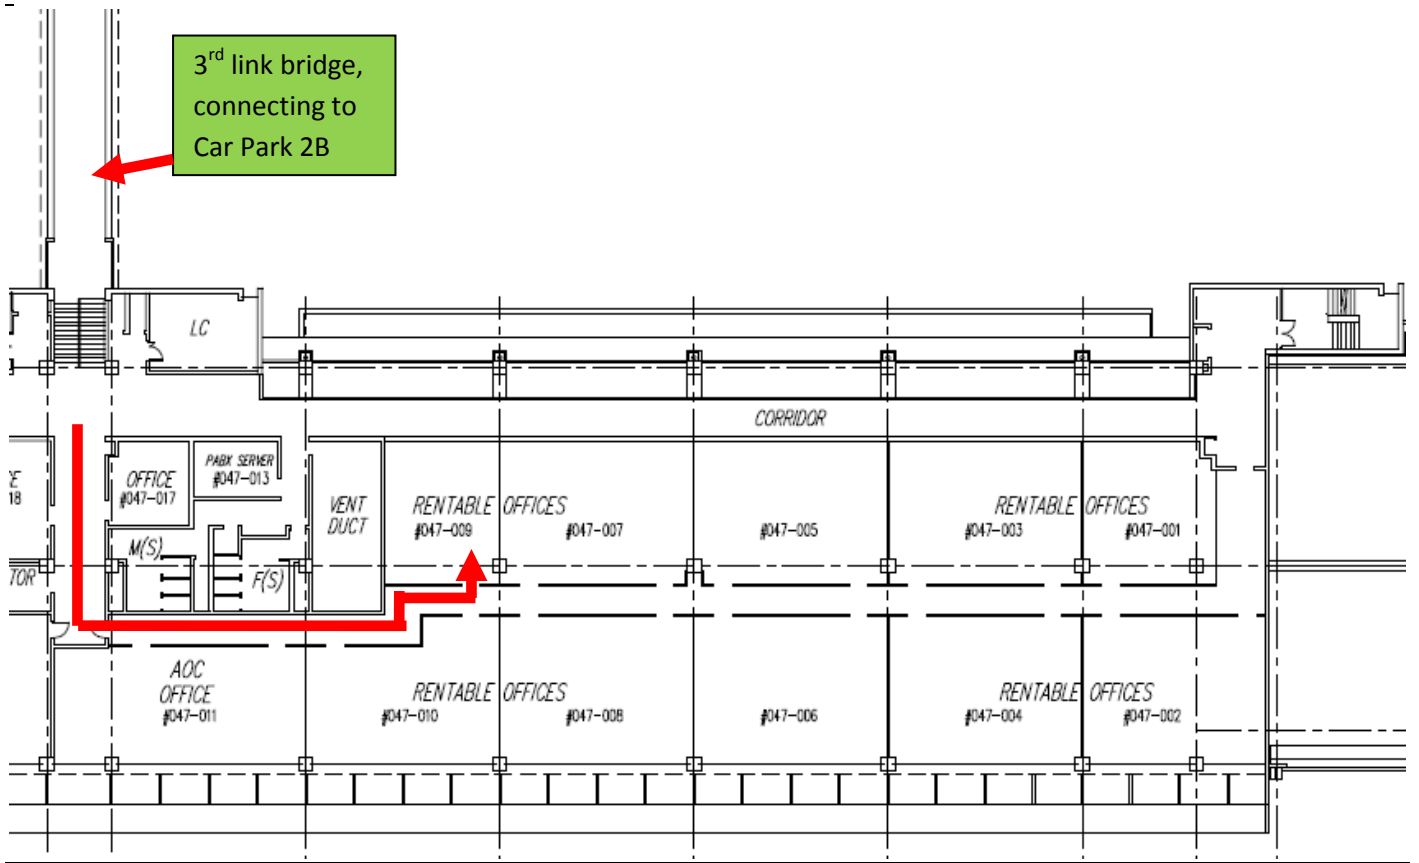 3rd link bridge,
connecting to
Car Park 2B
LC
CORRIDOR
18
OFFICE
#047-017
PABX SERVER
#047-013
VENT
DUCT
RENTABLE OFFICES
#047-009
#047-007
#047-005
RENTABLE OFFICES
#047-003
#047-001
M(S)
F(S)
TOR
AOC
OFFICE
#047-011
RENTABLE OFFICES
#047-010
#047-008
#047-006
RENTABLE OFFICES
#047-004
#047-002